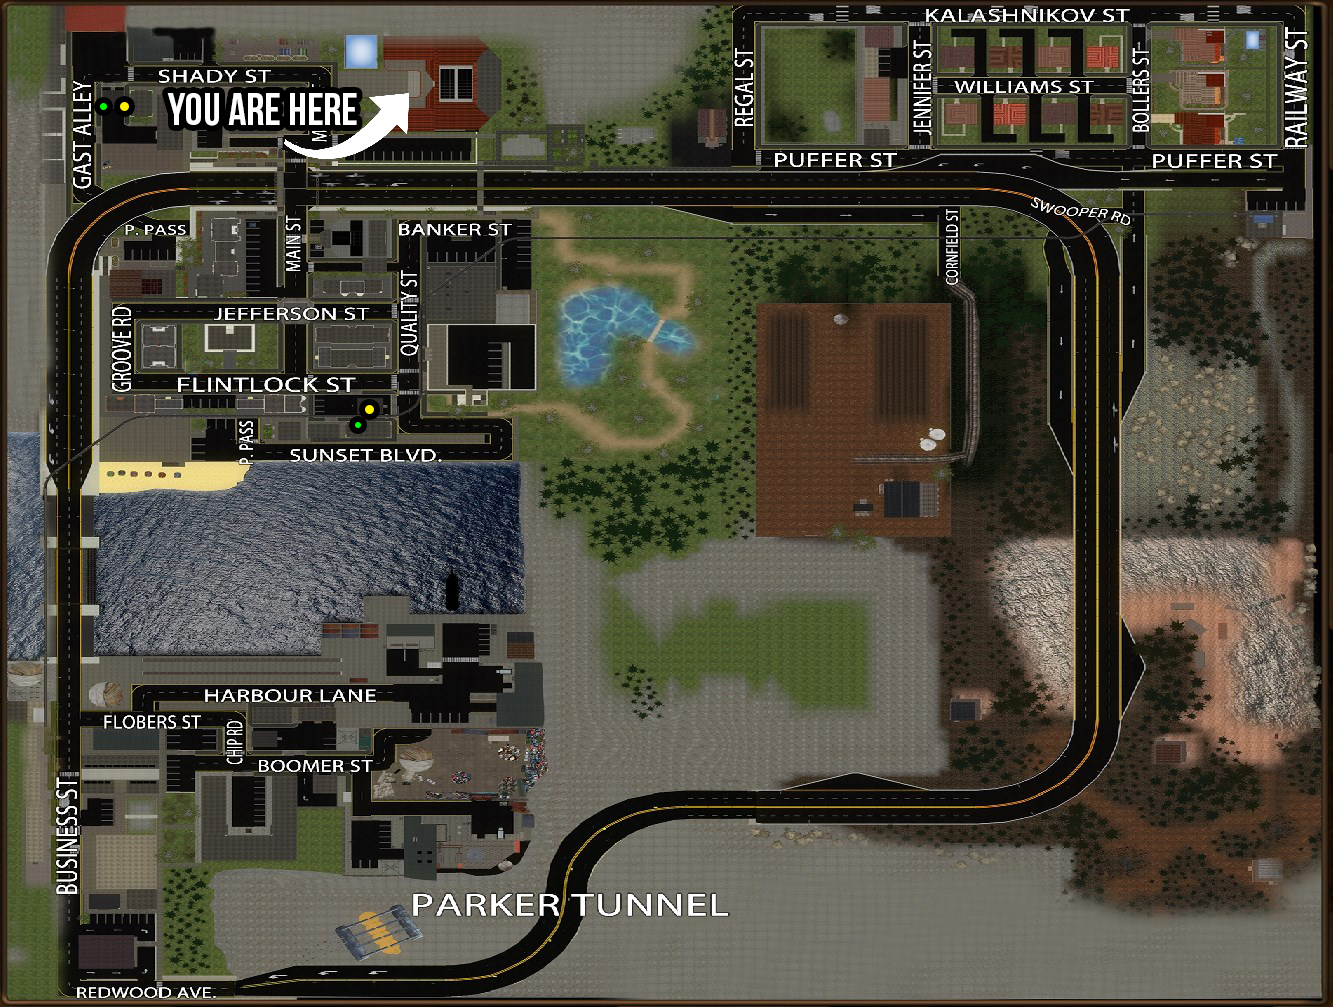 KALASHNIKOV ST
SHADY ST
YOU ARE HERE
M
GAST ALLEY
REGAL ST
JENNIFER ST
WILLIAMS ST
BOLLERS ST
RAILWAY ST
PUFFER ST
PUFFER ST
SWOOPER RD
P. PASS
MAIN ST
BANKER ST
CORNFIELD ST
QUALITY ST
JEFFERSON ST
GROOVE RD
FLINTLOCK ST
P. PASS
SUNSET BLVD.
HARBOUR LANE
FLOBERS ST
CHIP RD
BOOMER ST
BUSINESS ST
PARKER TUNNEL
REDWOOD AVE.